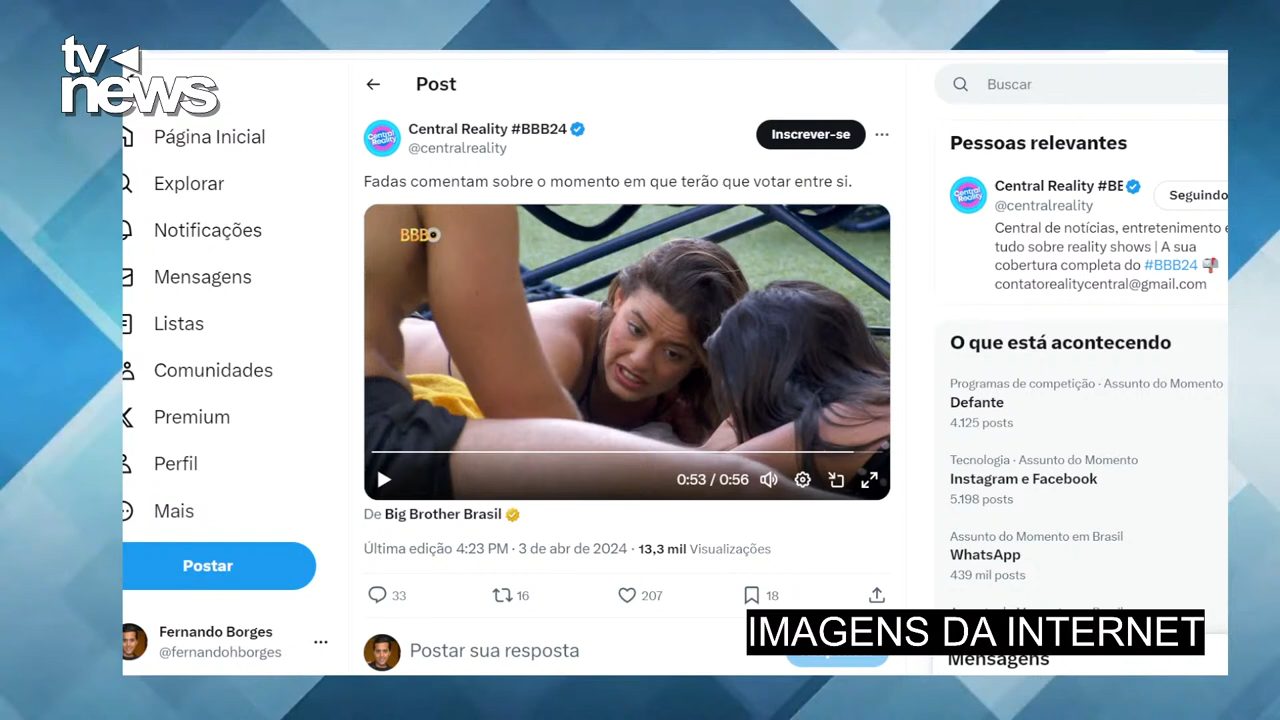 tv
news
Página Inicial
Explorar
Notificações
Mensagens
Listas
Comunidades
Premium
Perfil
Mais
Postar
Fernando Borges
@fernandohborges
Post
Central Reality #BBB24
@centralreality
Inscrever-se
Fadas comentam sobre o momento em que terão que votar entre si.
BBB
0:53 / 0:56
De Big Brother Brasil
Última edição 4:23 PM · 3 de abr de 2024 · 13,3 mil Visualizações
33 16 207 18
Postar sua resposta
Buscar
Pessoas relevantes
Central Reality #BE
@centralreality
Seguindo
Central de notícias, entretenimento e
tudo sobre reality shows | A sua
cobertura completa do #BBB24
contatorealitycentral@gmail.com
O que está acontecendo
Programas de competição · Assunto do Momento
Defante
4.125 posts
Tecnologia · Assunto do Momento
Instagram e Facebook
5.198 posts
Assunto do Momento em Brasil
WhatsApp
439 mil posts
IMAGENS DA INTERNET
Mensagens